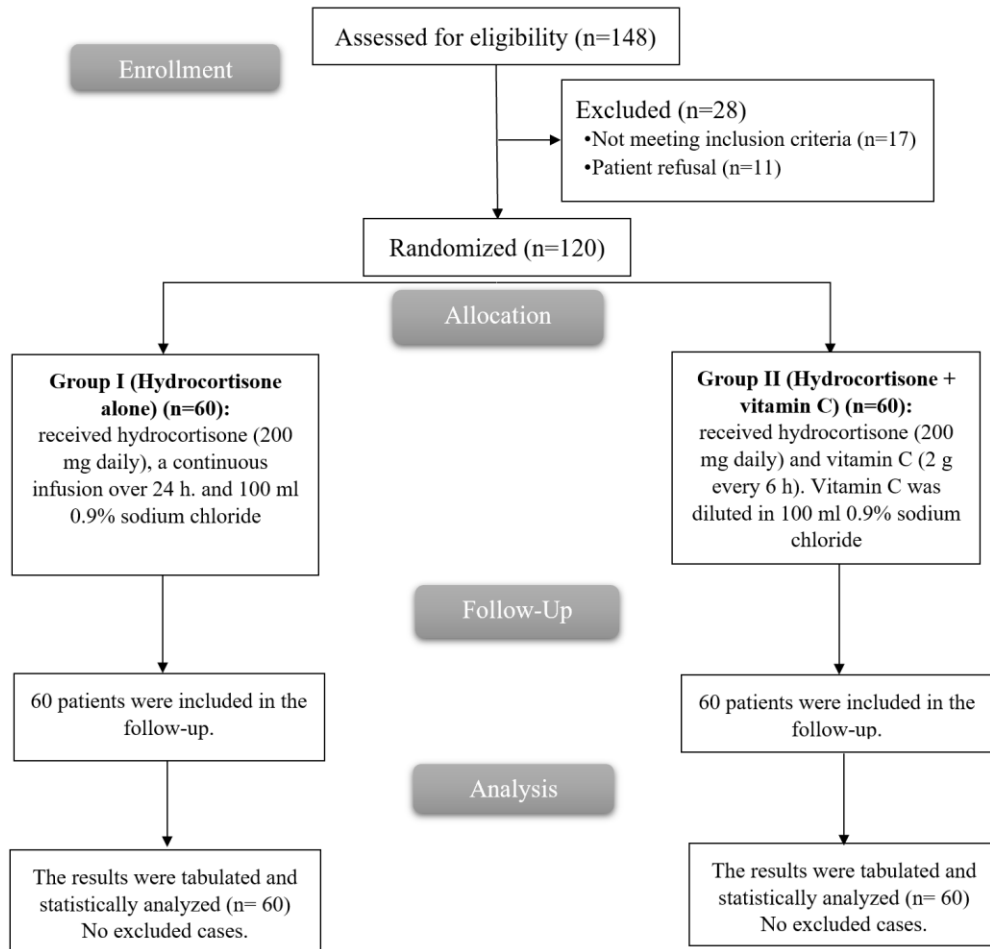 Assessed for eligibility (n=148)
Enrollment
Excluded (n=28)
•Not meeting inclusion criteria (n=17)
•Patient refusal (n=11)
Randomized (n=120)
Allocation
Group I (Hydrocortisone
alone) (n=60):
received hydrocortisone (200
mg daily), a continuous
infusion over 24 h. and 100 ml
0.9% sodium chloride
Group II (Hydrocortisone +
vitamin C) (n=60):
received hydrocortisone (200
mg daily) and vitamin C (2 g
every 6 h). Vitamin C was
diluted in 100 ml 0.9% sodium
chloride
Follow-Up
60 patients were included in the
follow-up.
60 patients were included in the
follow-up.
Analysis
The results were tabulated and
statistically analyzed (n= 60)
No excluded cases.
The results were tabulated and
statistically analyzed (n= 60)
No excluded cases.